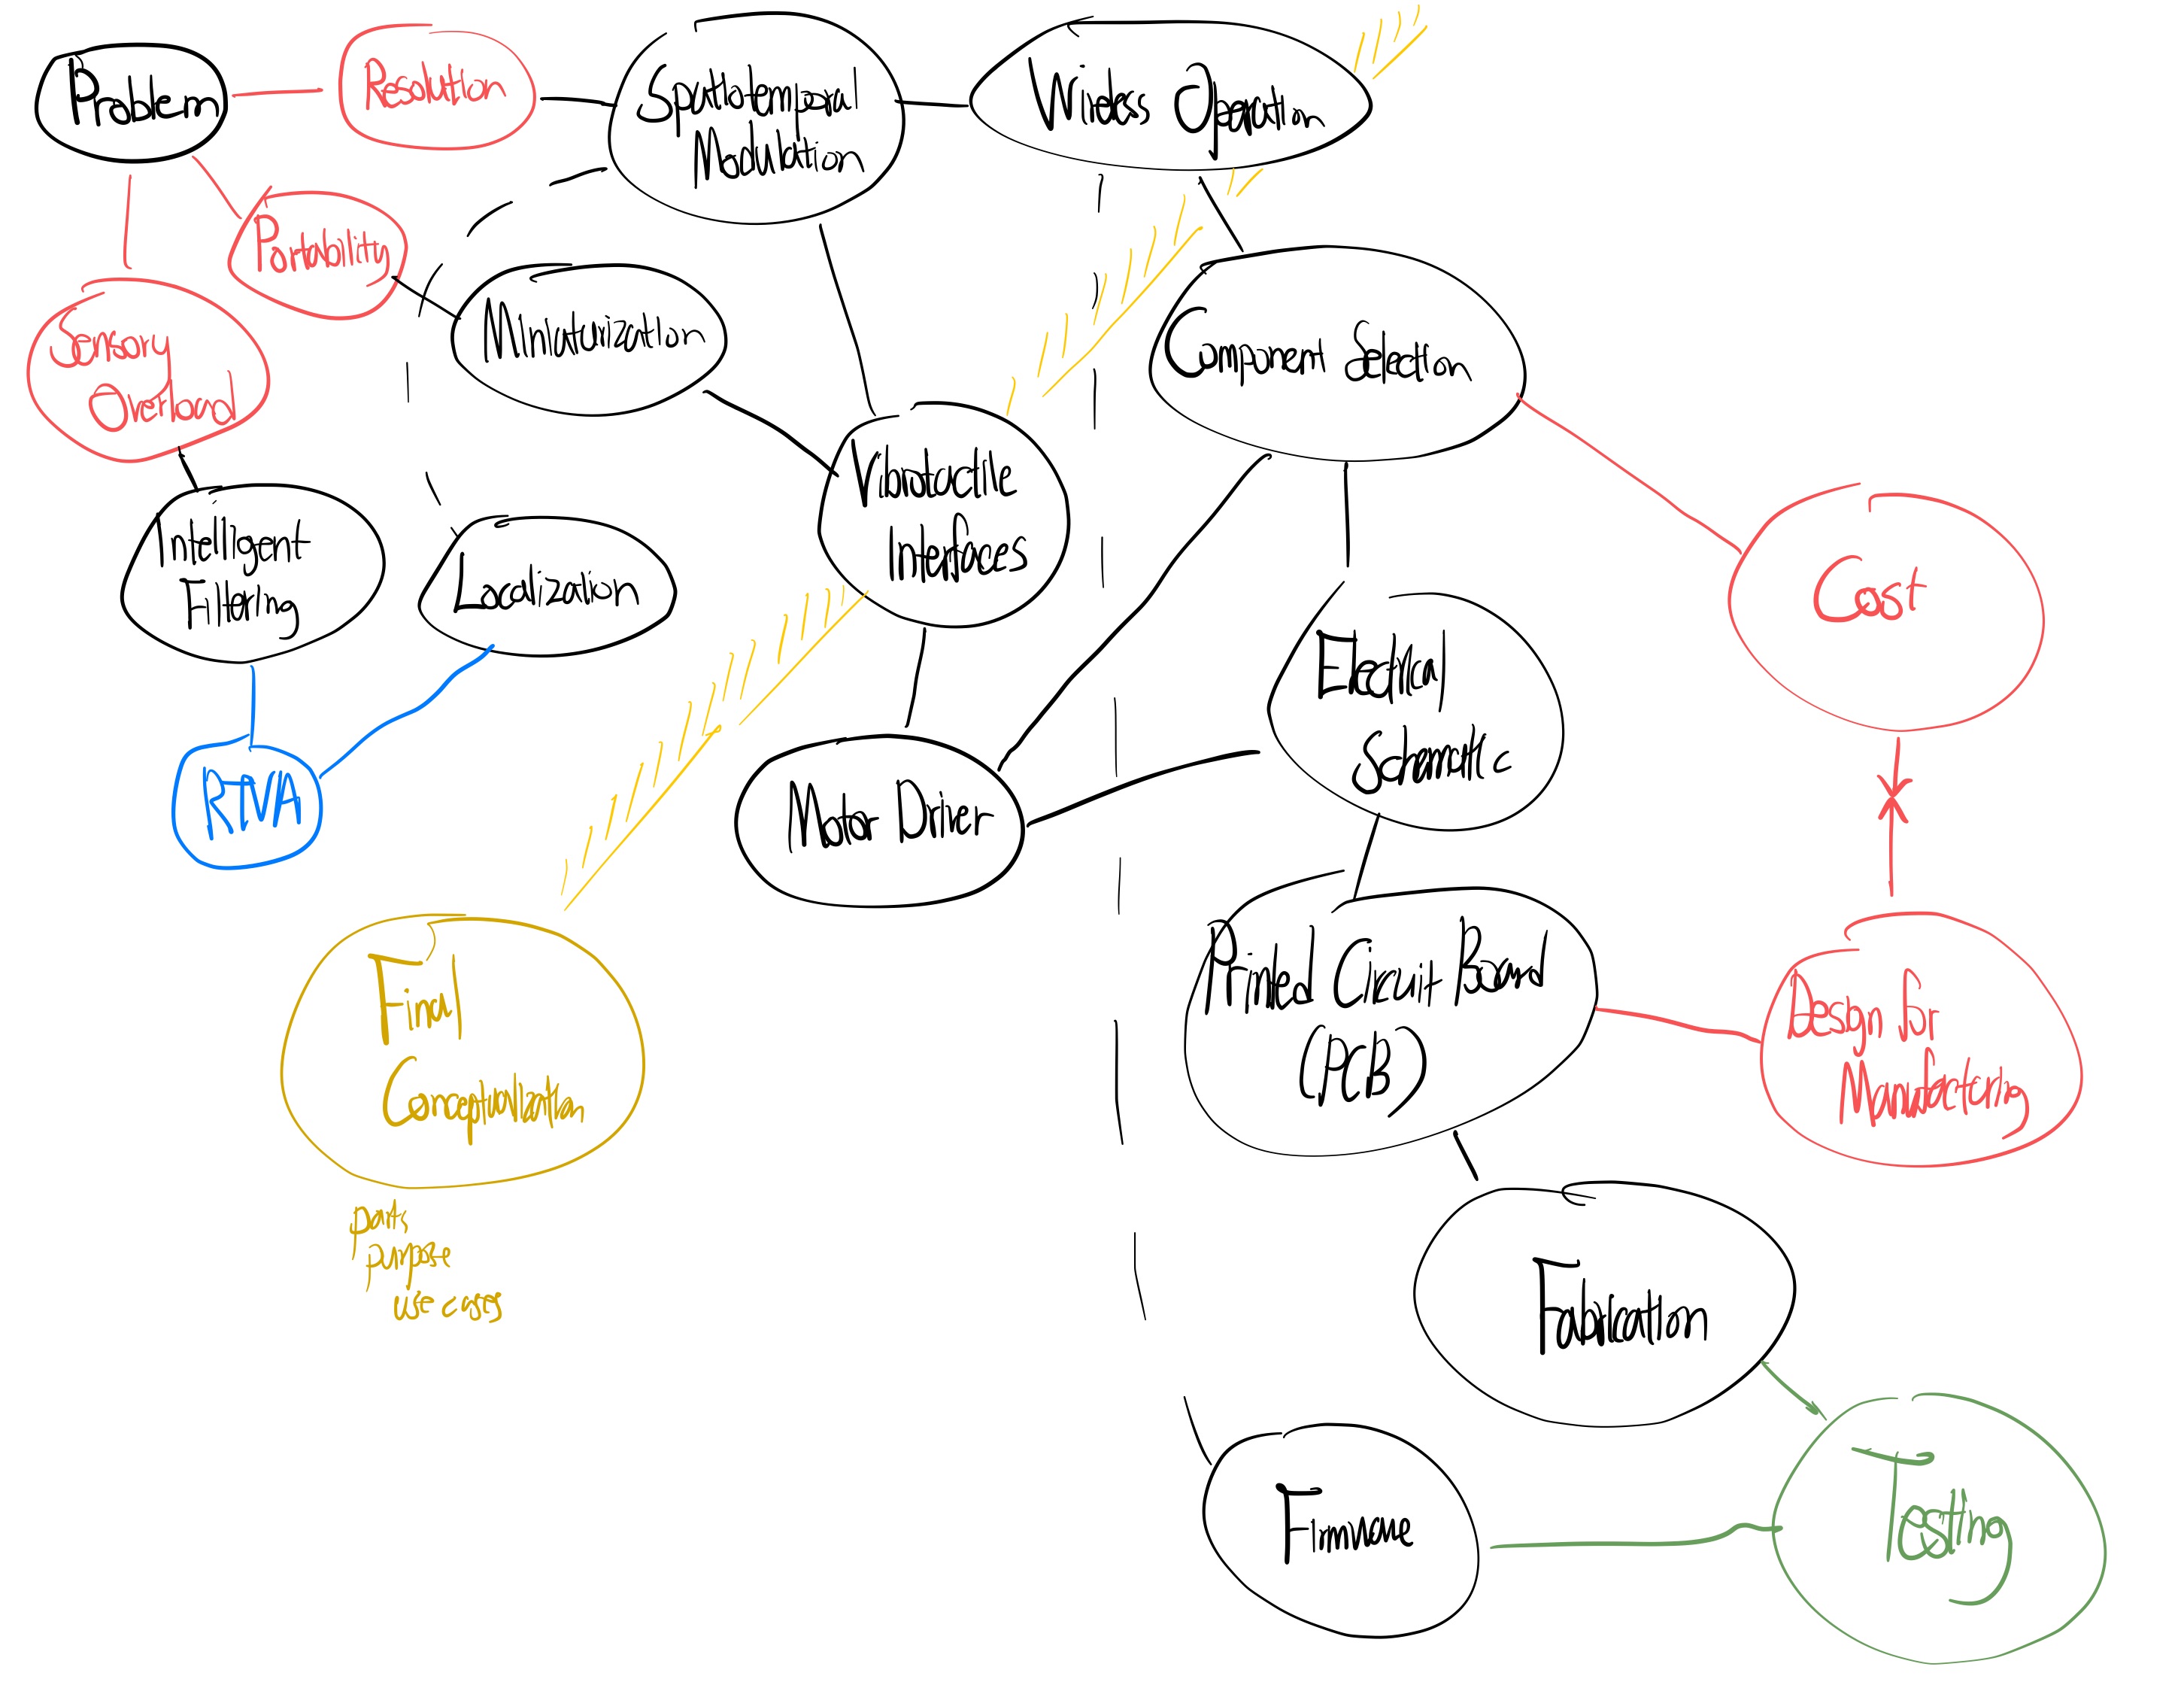 Problem
Resolution
Spatiotemporal
Modulation
Wireless Operation
Portability
Sensory
Overload
Miniaturization
Component Selection
Vibrotactile
Interfaces
Intelligent
Filtering
Localization
Cost
Electrical
Schematic
RTVA
Motor Driver
Printed Circuit Board
(PCB)
Design for
Manufacturing
Final
Conceptualization
parts
purpose
use cases
Fabrication
Firmware
Testing